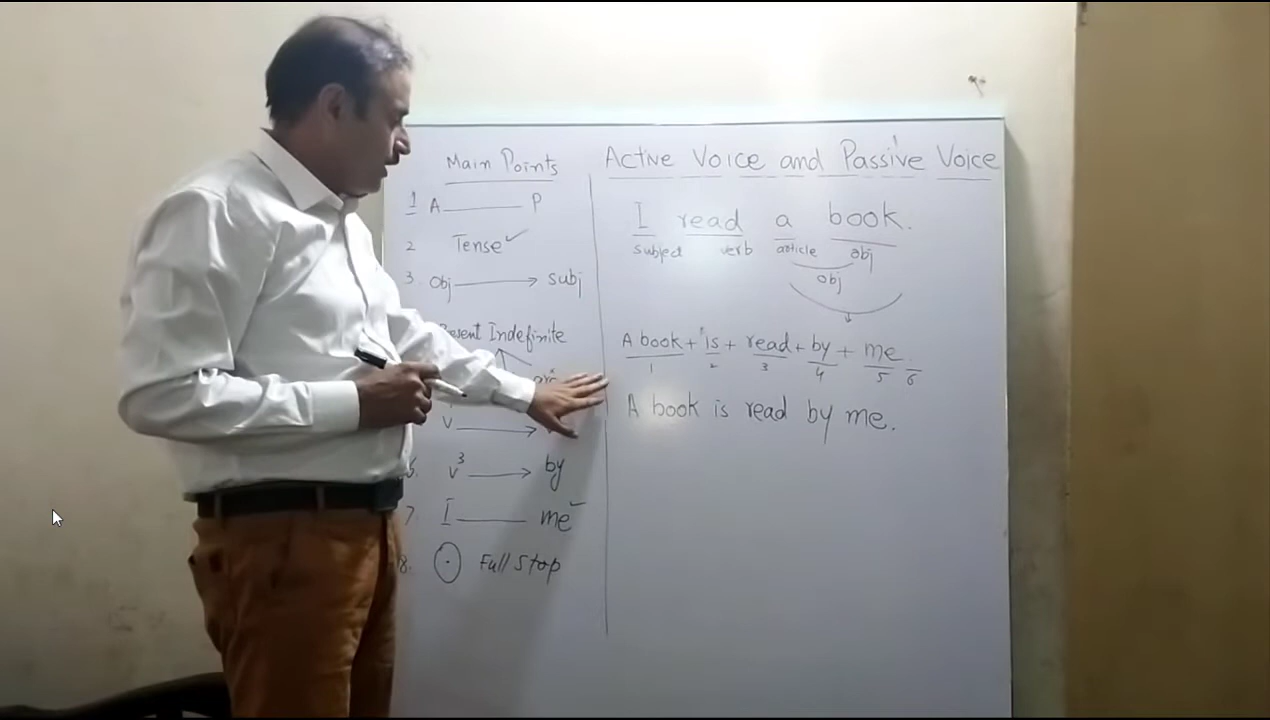 Main Points
1 A P
2 Tense
3. Obj subj
Present Indefinite
are
V
6. V3 by
7 I me
8. Full Stop
Active Voice and Passive Voice
I read a book.
subject verb article obj
obj
A book + is + read + by + me.
1 2 3 4 5 6
A book is read by me.